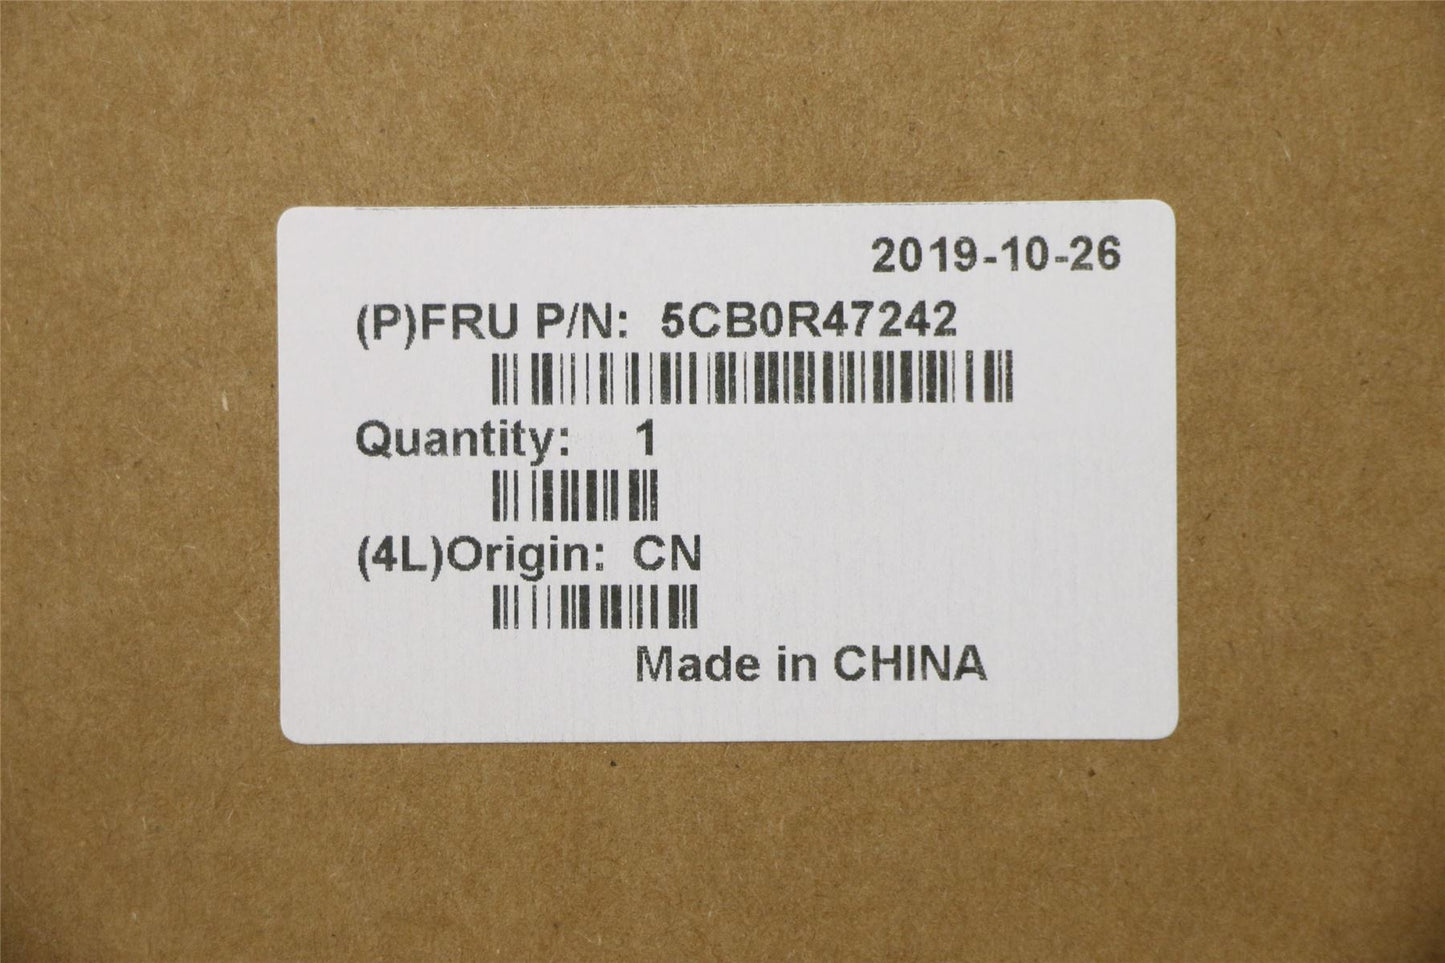 2019-10-26
(P)FRU P/N: 5CB0R47242
Quantity: 1
(4L)Origin: CN
Made in CHINA